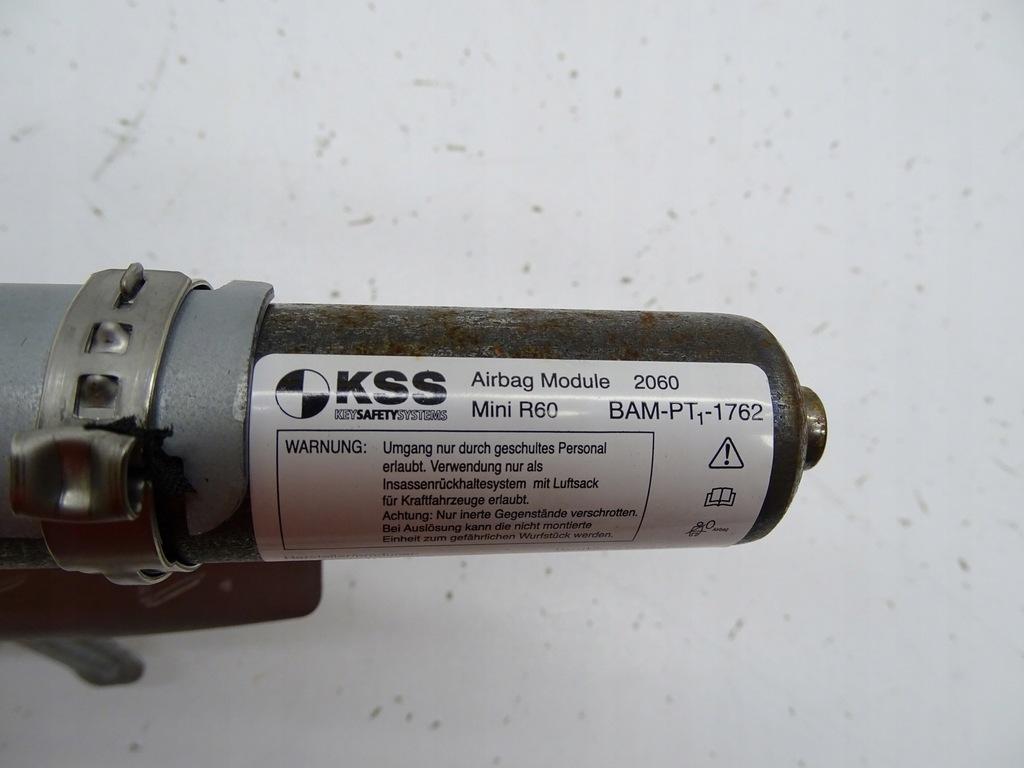 KSS
KEYSAFETYSYSTEMS
Airbag Module 2060
Mini R60 BAM-PT1-1762
WARNUNG: Umgang nur durch geschultes Personal
erlaubt. Verwendung nur als
Insassenrückhaltesystem mit Luftsack
für Kraftfahrzeuge erlaubt.
Achtung: Nur inerte Gegenstände verschrotten.
Bei Auslösung kann die nicht montierte
Einheit zum gefährlichen Wurfstück werden.
Airbag